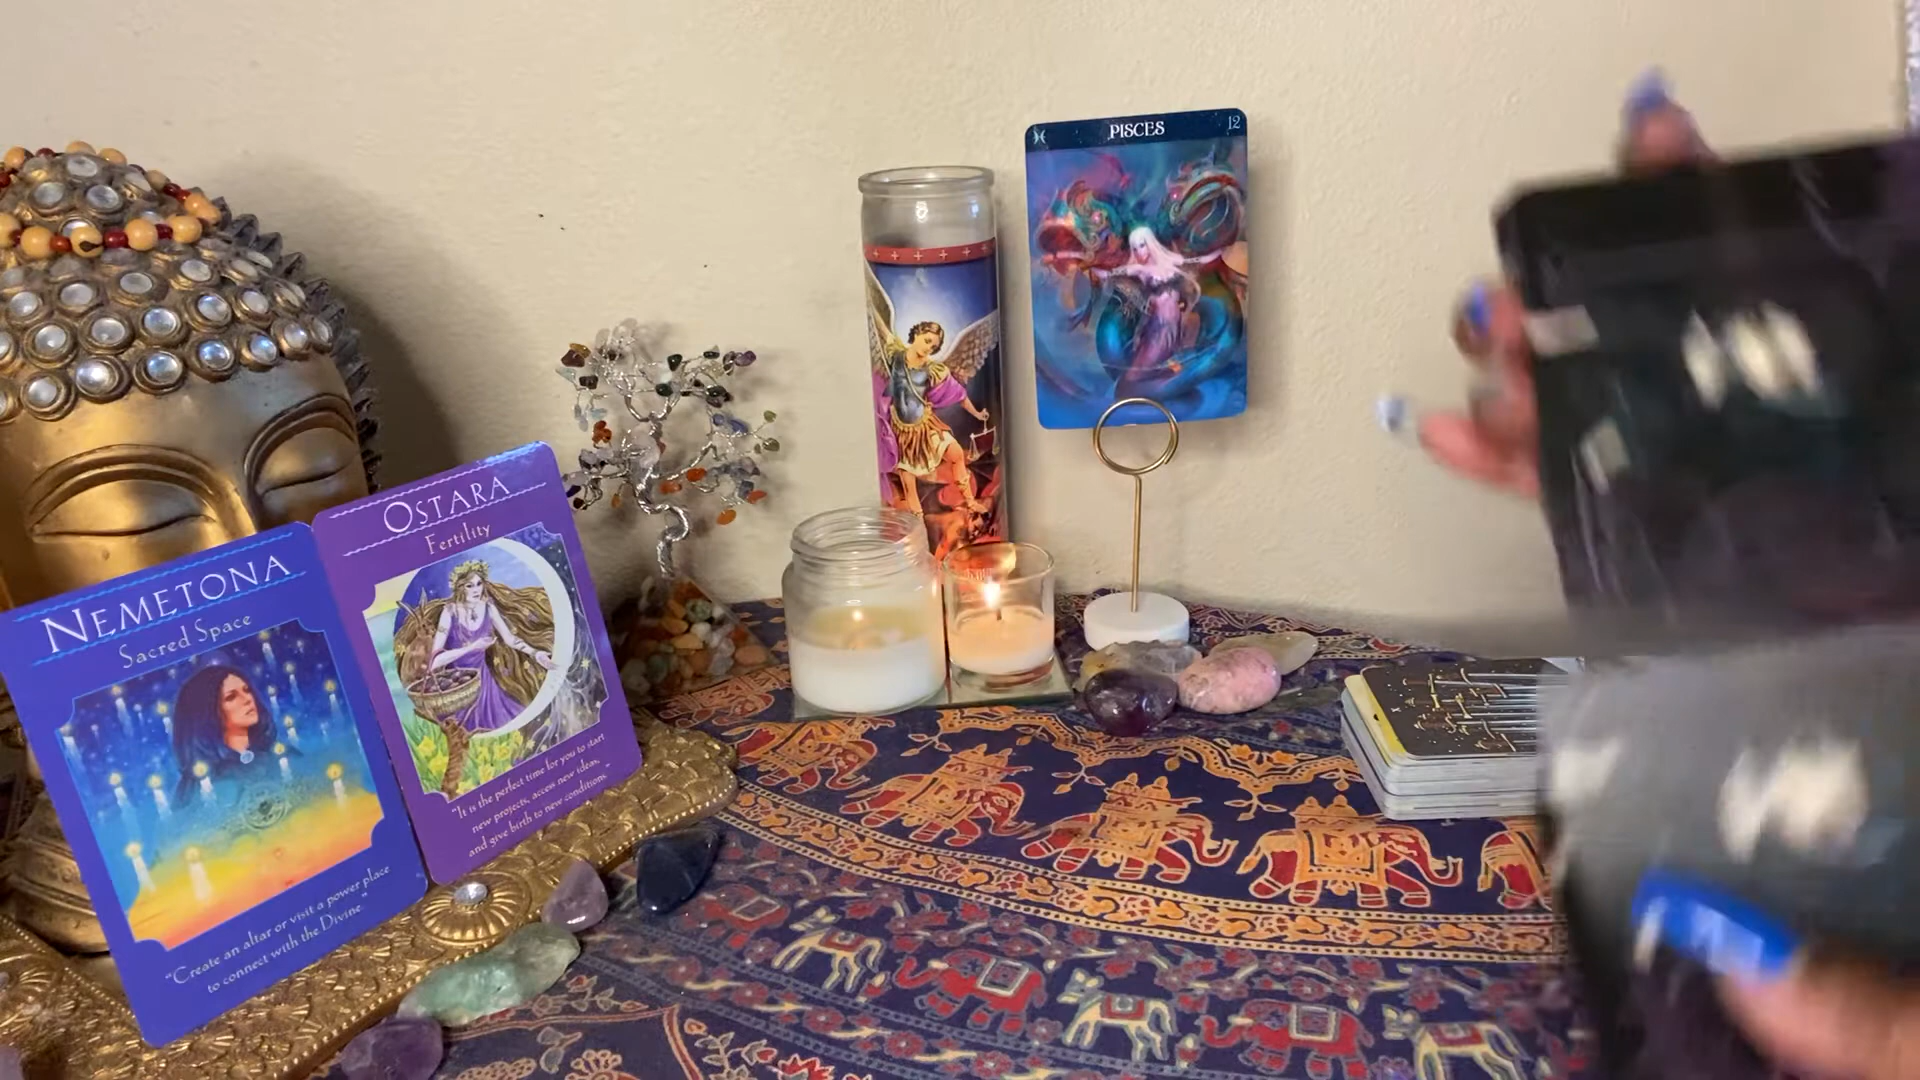 PISCES
12
NEMETONA
Sacred Space
"Create an altar or visit a power place
to connect with the Divine."
OSTARA
Fertility
"It is the perfect time for you to start
new projects, access new ideas,
and give birth to new conditions."
X